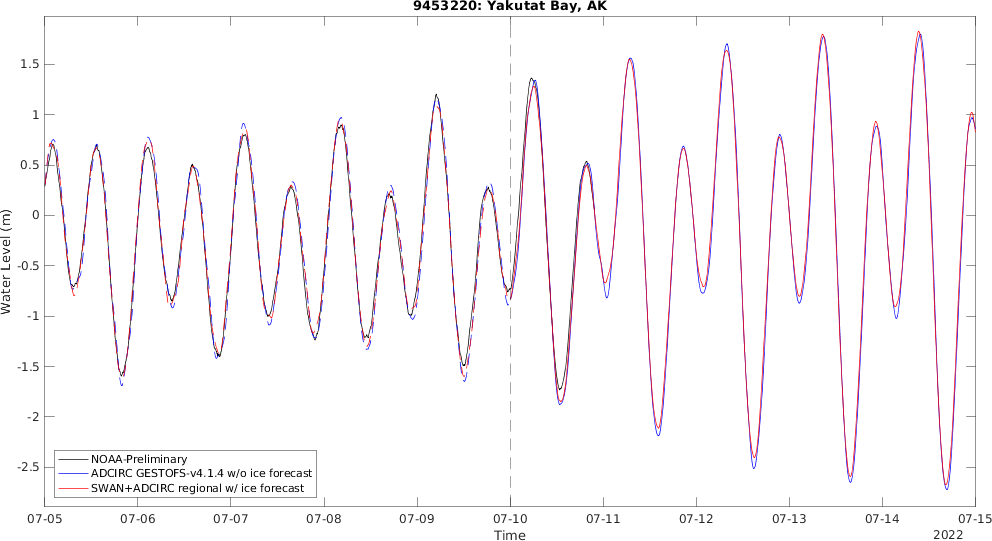 9453220: Yakutat Bay, AK
Water Level (m)
1.5
1
0.5
0
-0.5
-1
-1.5
-2
-2.5
NOAA-Preliminary
ADCIRC GESTOFS-v4.1.4 w/o ice forecast
SWAN+ADCIRC regional w/ ice forecast
07-05 07-06 07-07 07-08 07-09 07-10 07-11 07-12 07-13 07-14 07-15
Time
2022